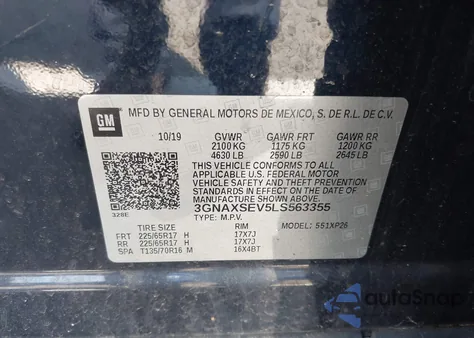 GM
MFD BY GENERAL MOTORS DE MEXICO, S. DE R.L. DE C.V.
10/19 GVWR GAWR FRT GAWR RR
2100 KG 1175 KG 1200 KG
4630 LB 2590 LB 2645 LB
THIS VEHICLE CONFORMS TO ALL
APPLICABLE U.S. FEDERAL MOTOR
VEHICLE SAFETY, BUMPER, AND THEFT
PREVENTION STANDARDS IN EFFECT ON
THE DATE OF MANUFACTURE SHOWN ABOVE.
328E 3GNAXSEV5LS563355
TYPE: M.P.V. MODEL: 551XP26
TIRE SIZE RIM
FRT 225/65R17 H 17X7J
RR 225/65R17 H 17X7J
SPA T135/70R16 M 16X4BT
autoSnap